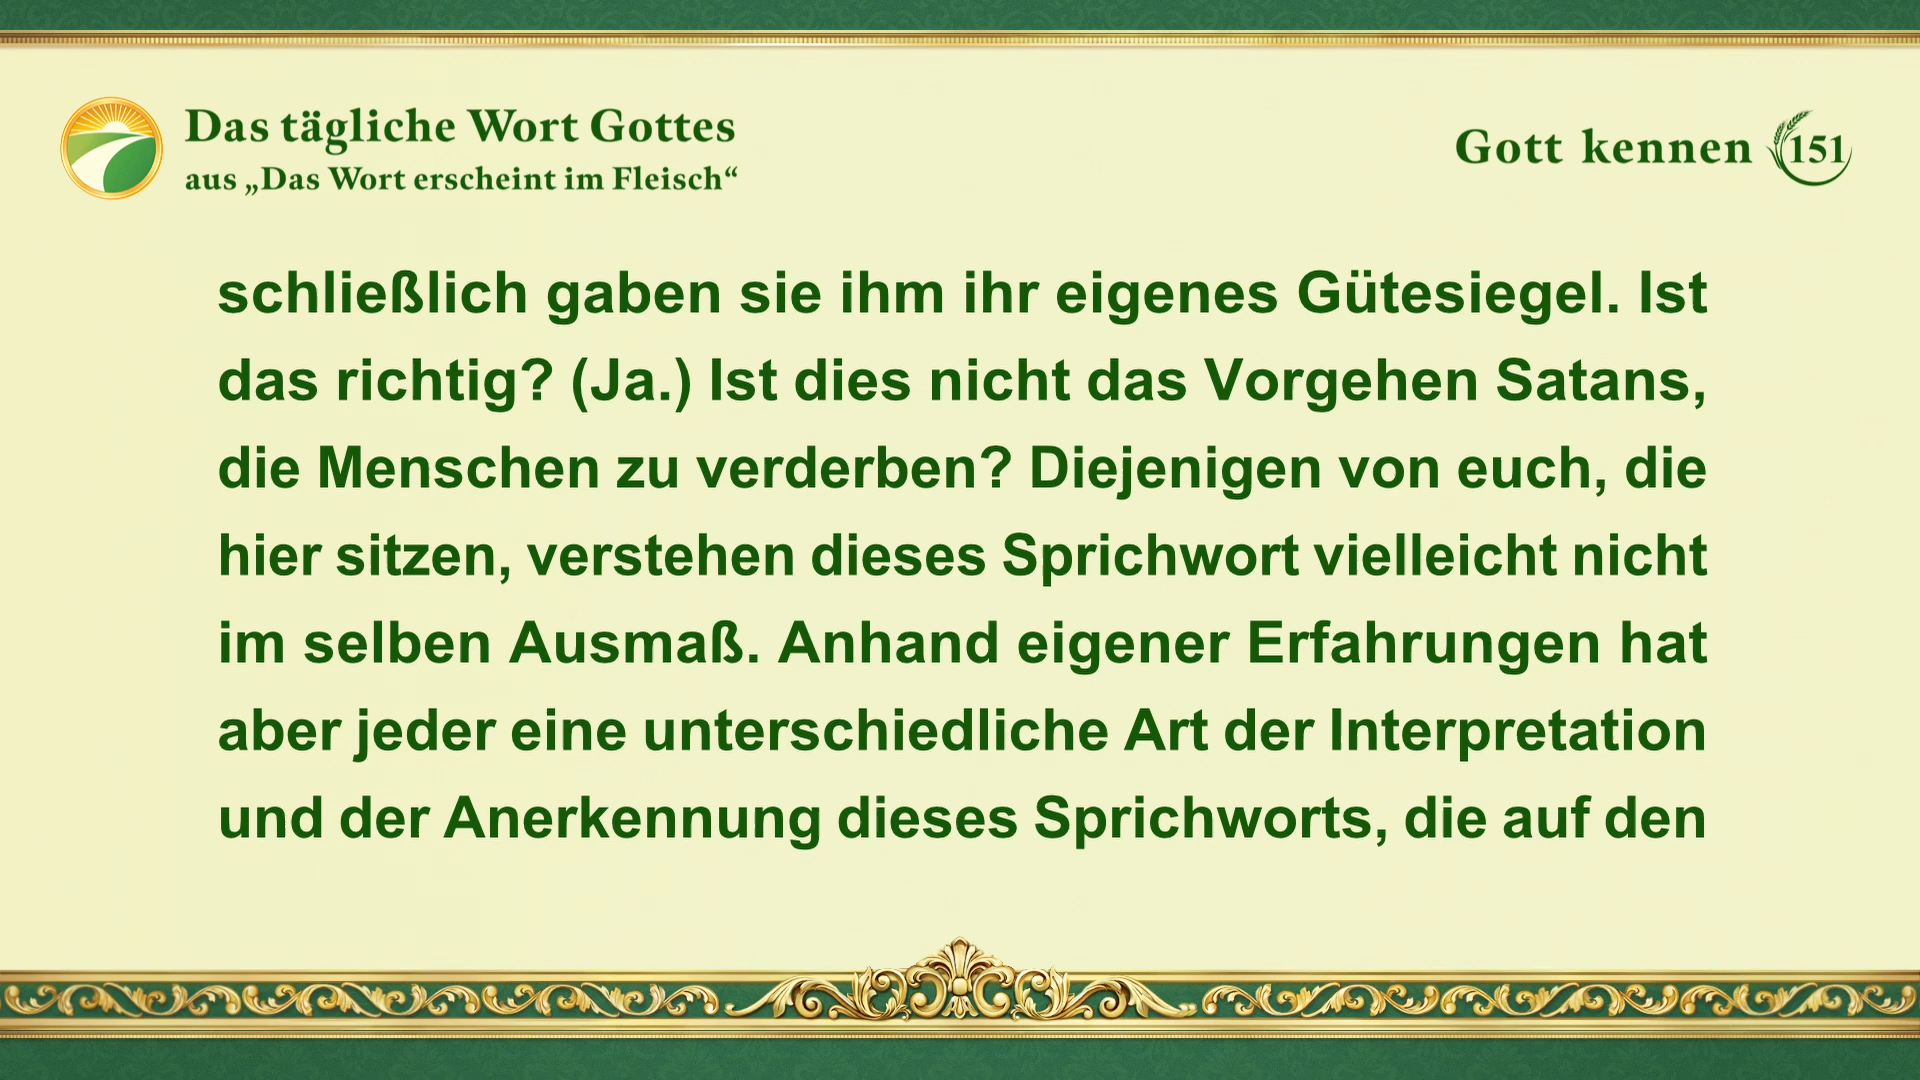 Das tägliche Wort Gottes
aus „Das Wort erscheint im Fleisch“
Gott kennen 151
schließlich gaben sie ihm ihr eigenes Gütesiegel. Ist
das richtig? (Ja.) Ist dies nicht das Vorgehen Satans,
die Menschen zu verderben? Diejenigen von euch, die
hier sitzen, verstehen dieses Sprichwort vielleicht nicht
im selben Ausmaß. Anhand eigener Erfahrungen hat
aber jeder eine unterschiedliche Art der Interpretation
und der Anerkennung dieses Sprichworts, die auf den